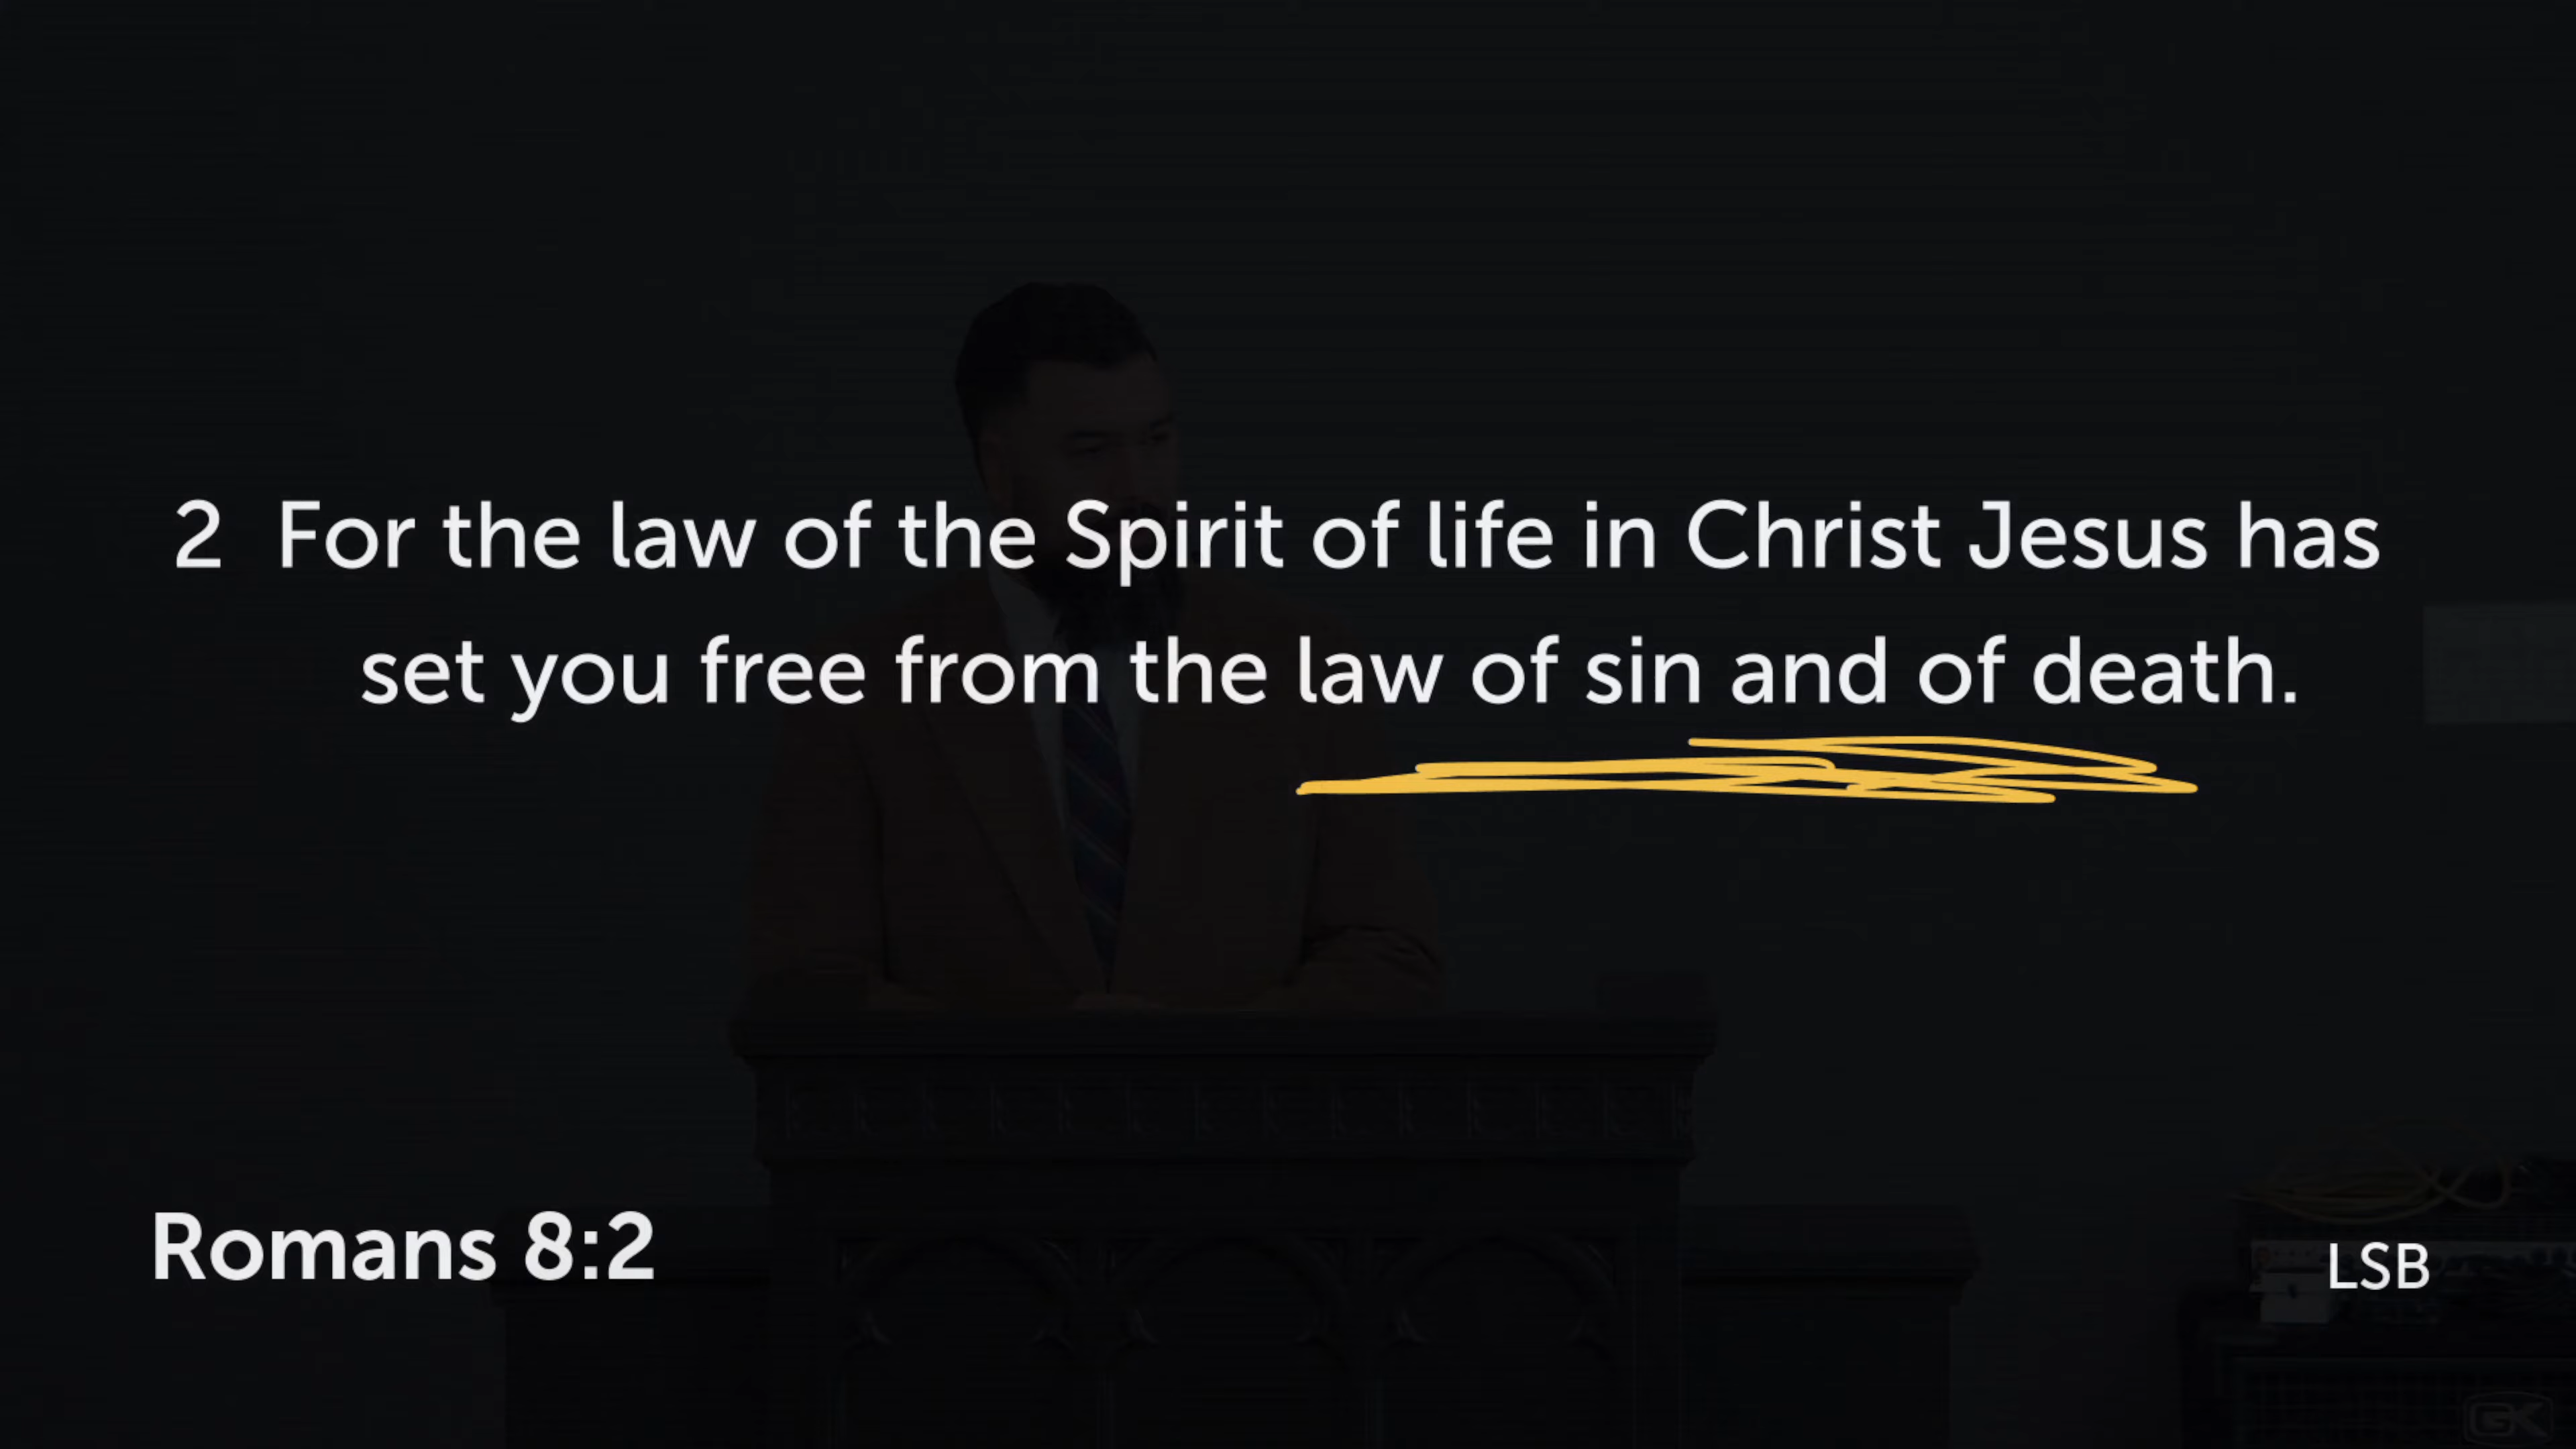 2 For the law of the Spirit of life in Christ Jesus has
set you free from the law of sin and of death.
Romans 8:2
LSB
GK